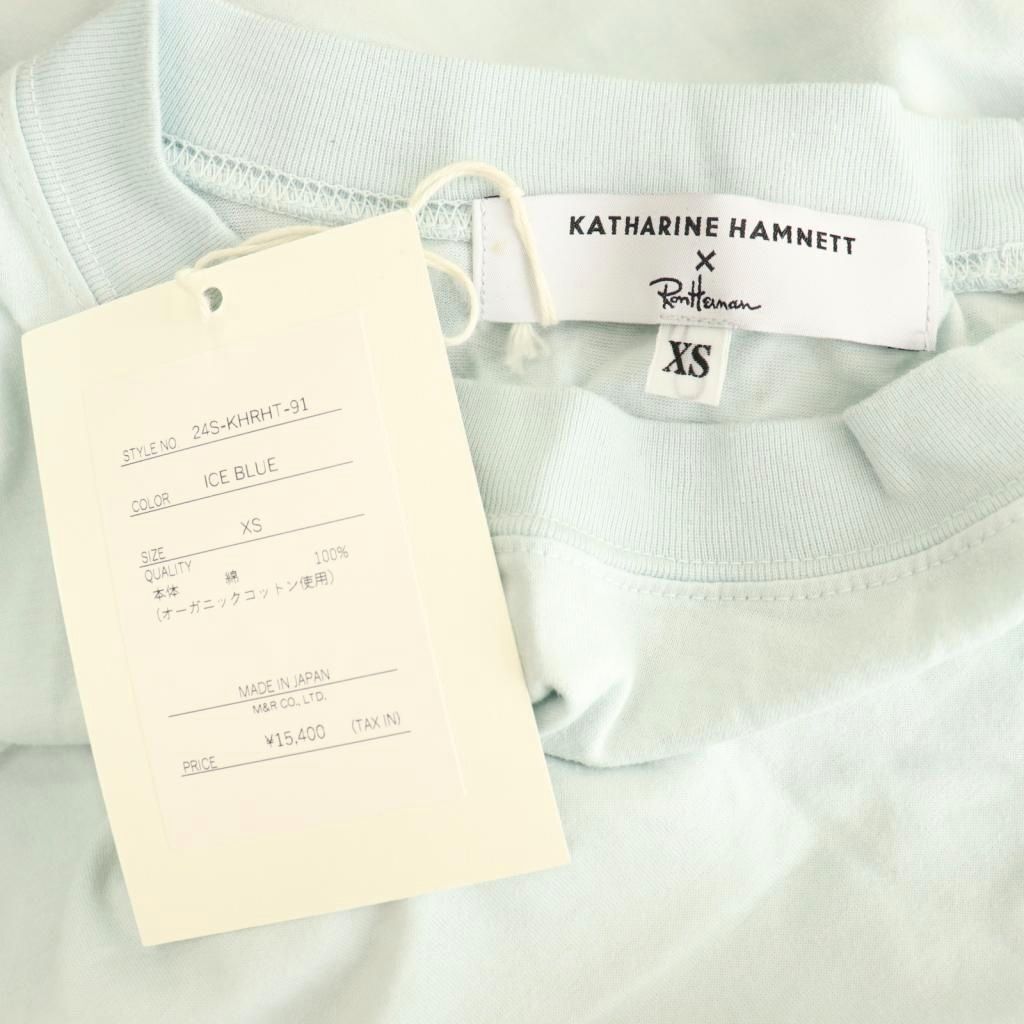 KATHARINE HAMNETT
×
RonHerman
XS
STYLE NO 24S-KHRHT-91
COLOR ICE BLUE
SIZE XS
QUALITY
本体 綿 100%
(オーガニックコットン使用)
MADE IN JAPAN
M&R CO., LTD.
PRICE ¥15,400 (TAX IN)